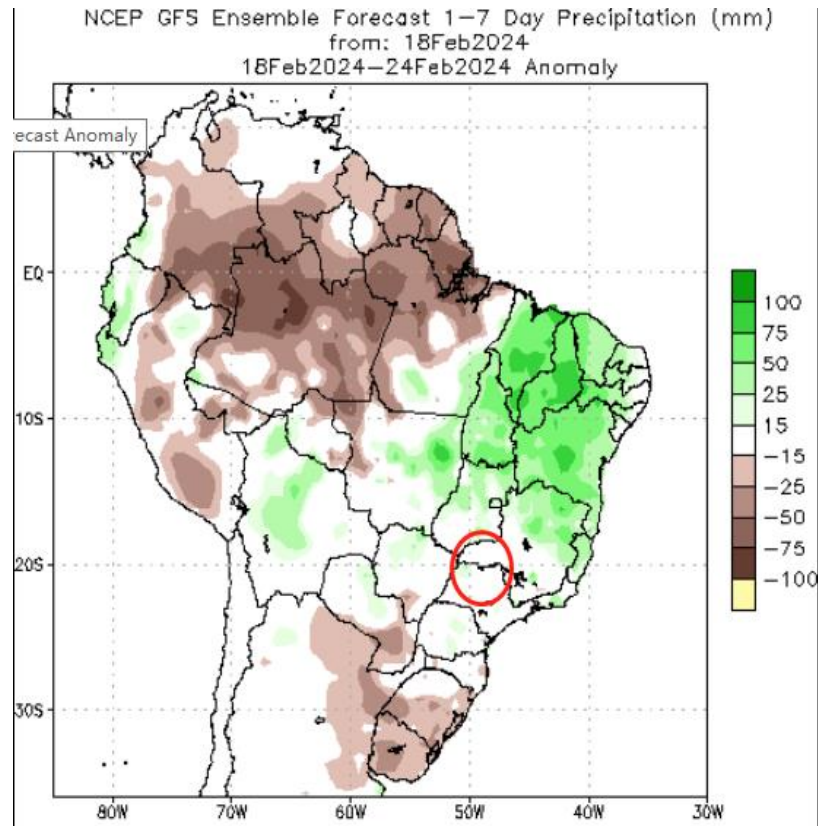 NCEP GFS Ensemble Forecast 1–7 Day Precipitation (mm)
from: 18Feb2024
18Feb2024–24Feb2024 Anomaly
ecast Anomaly
EQ
10S
20S
30S
80W 70W 60W 50W 40W 30W
100
75
50
25
15
−15
−25
−50
−75
−100